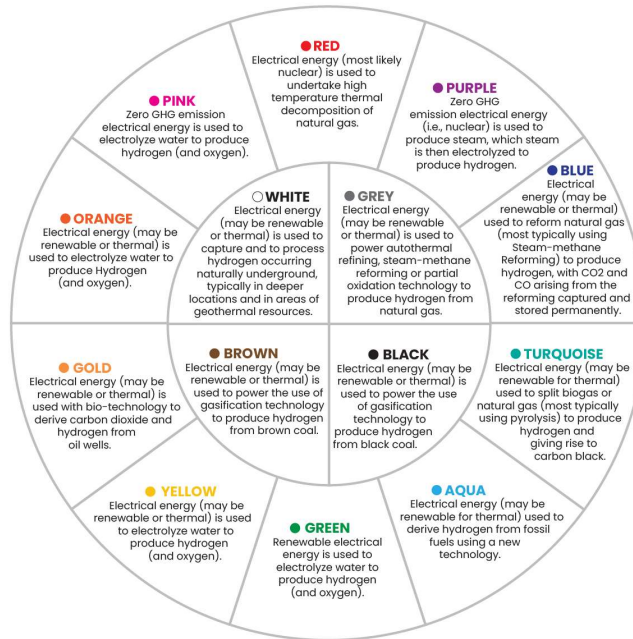 RED
Electrical energy (most likely
nuclear) is used to
undertake high
temperature thermal
decomposition of
natural gas.
PURPLE
Zero GHG
emission electrical energy
(i.e., nuclear) is used to
produce steam, which steam
is then electrolyzed to
produce hydrogen.
BLUE
Electrical
energy (may be
renewable or thermal)
used to reform natural gas
(most typically using
Steam-methane
Reforming) to produce
hydrogen, with CO2 and
CO arising from the
reforming captured and
stored permanently.
TURQUOISE
Electrical energy (may be
renewable for thermal)
used to split biogas or
natural gas (most typically
using pyrolysis) to produce
hydrogen and
giving rise to
carbon black.
AQUA
Electrical energy (may be
renewable for thermal) used to
derive hydrogen from fossil
fuels using a new
technology.
GREEN
Renewable electrical
energy is used to
electrolyze water to
produce hydrogen
(and oxygen).
YELLOW
Electrical energy (may be
renewable or thermal) is used
to electrolyze water to
produce hydrogen
(and oxygen).
GOLD
Electrical energy (may be
renewable or thermal) is
used with bio-technology to
derive carbon dioxide and
hydrogen from
oil wells.
ORANGE
Electrical energy (may be
renewable or thermal) is
used to electrolyze water to
produce Hydrogen
(and oxygen).
PINK
Zero GHG emission
electrical energy is used to
electrolyze water to produce
hydrogen (and oxygen).
WHITE
Electrical energy
(may be renewable
or thermal) is used to
capture and to process
hydrogen occurring
naturally underground,
typically in deeper
locations and in areas of
geothermal resources.
GREY
Electrical energy
(may be renewable
or thermal) is used to
power autothermal
refining, steam-methane
reforming or partial
oxidation technology to
produce hydrogen from
natural gas.
BROWN
Electrical energy (may be
renewable or thermal) is
used to power the use of
gasification technology
to produce hydrogen
from brown coal.
BLACK
Electrical energy (may be
renewable or thermal) is
used to power the use
of gasification
technology to
produce hydrogen
from black coal.